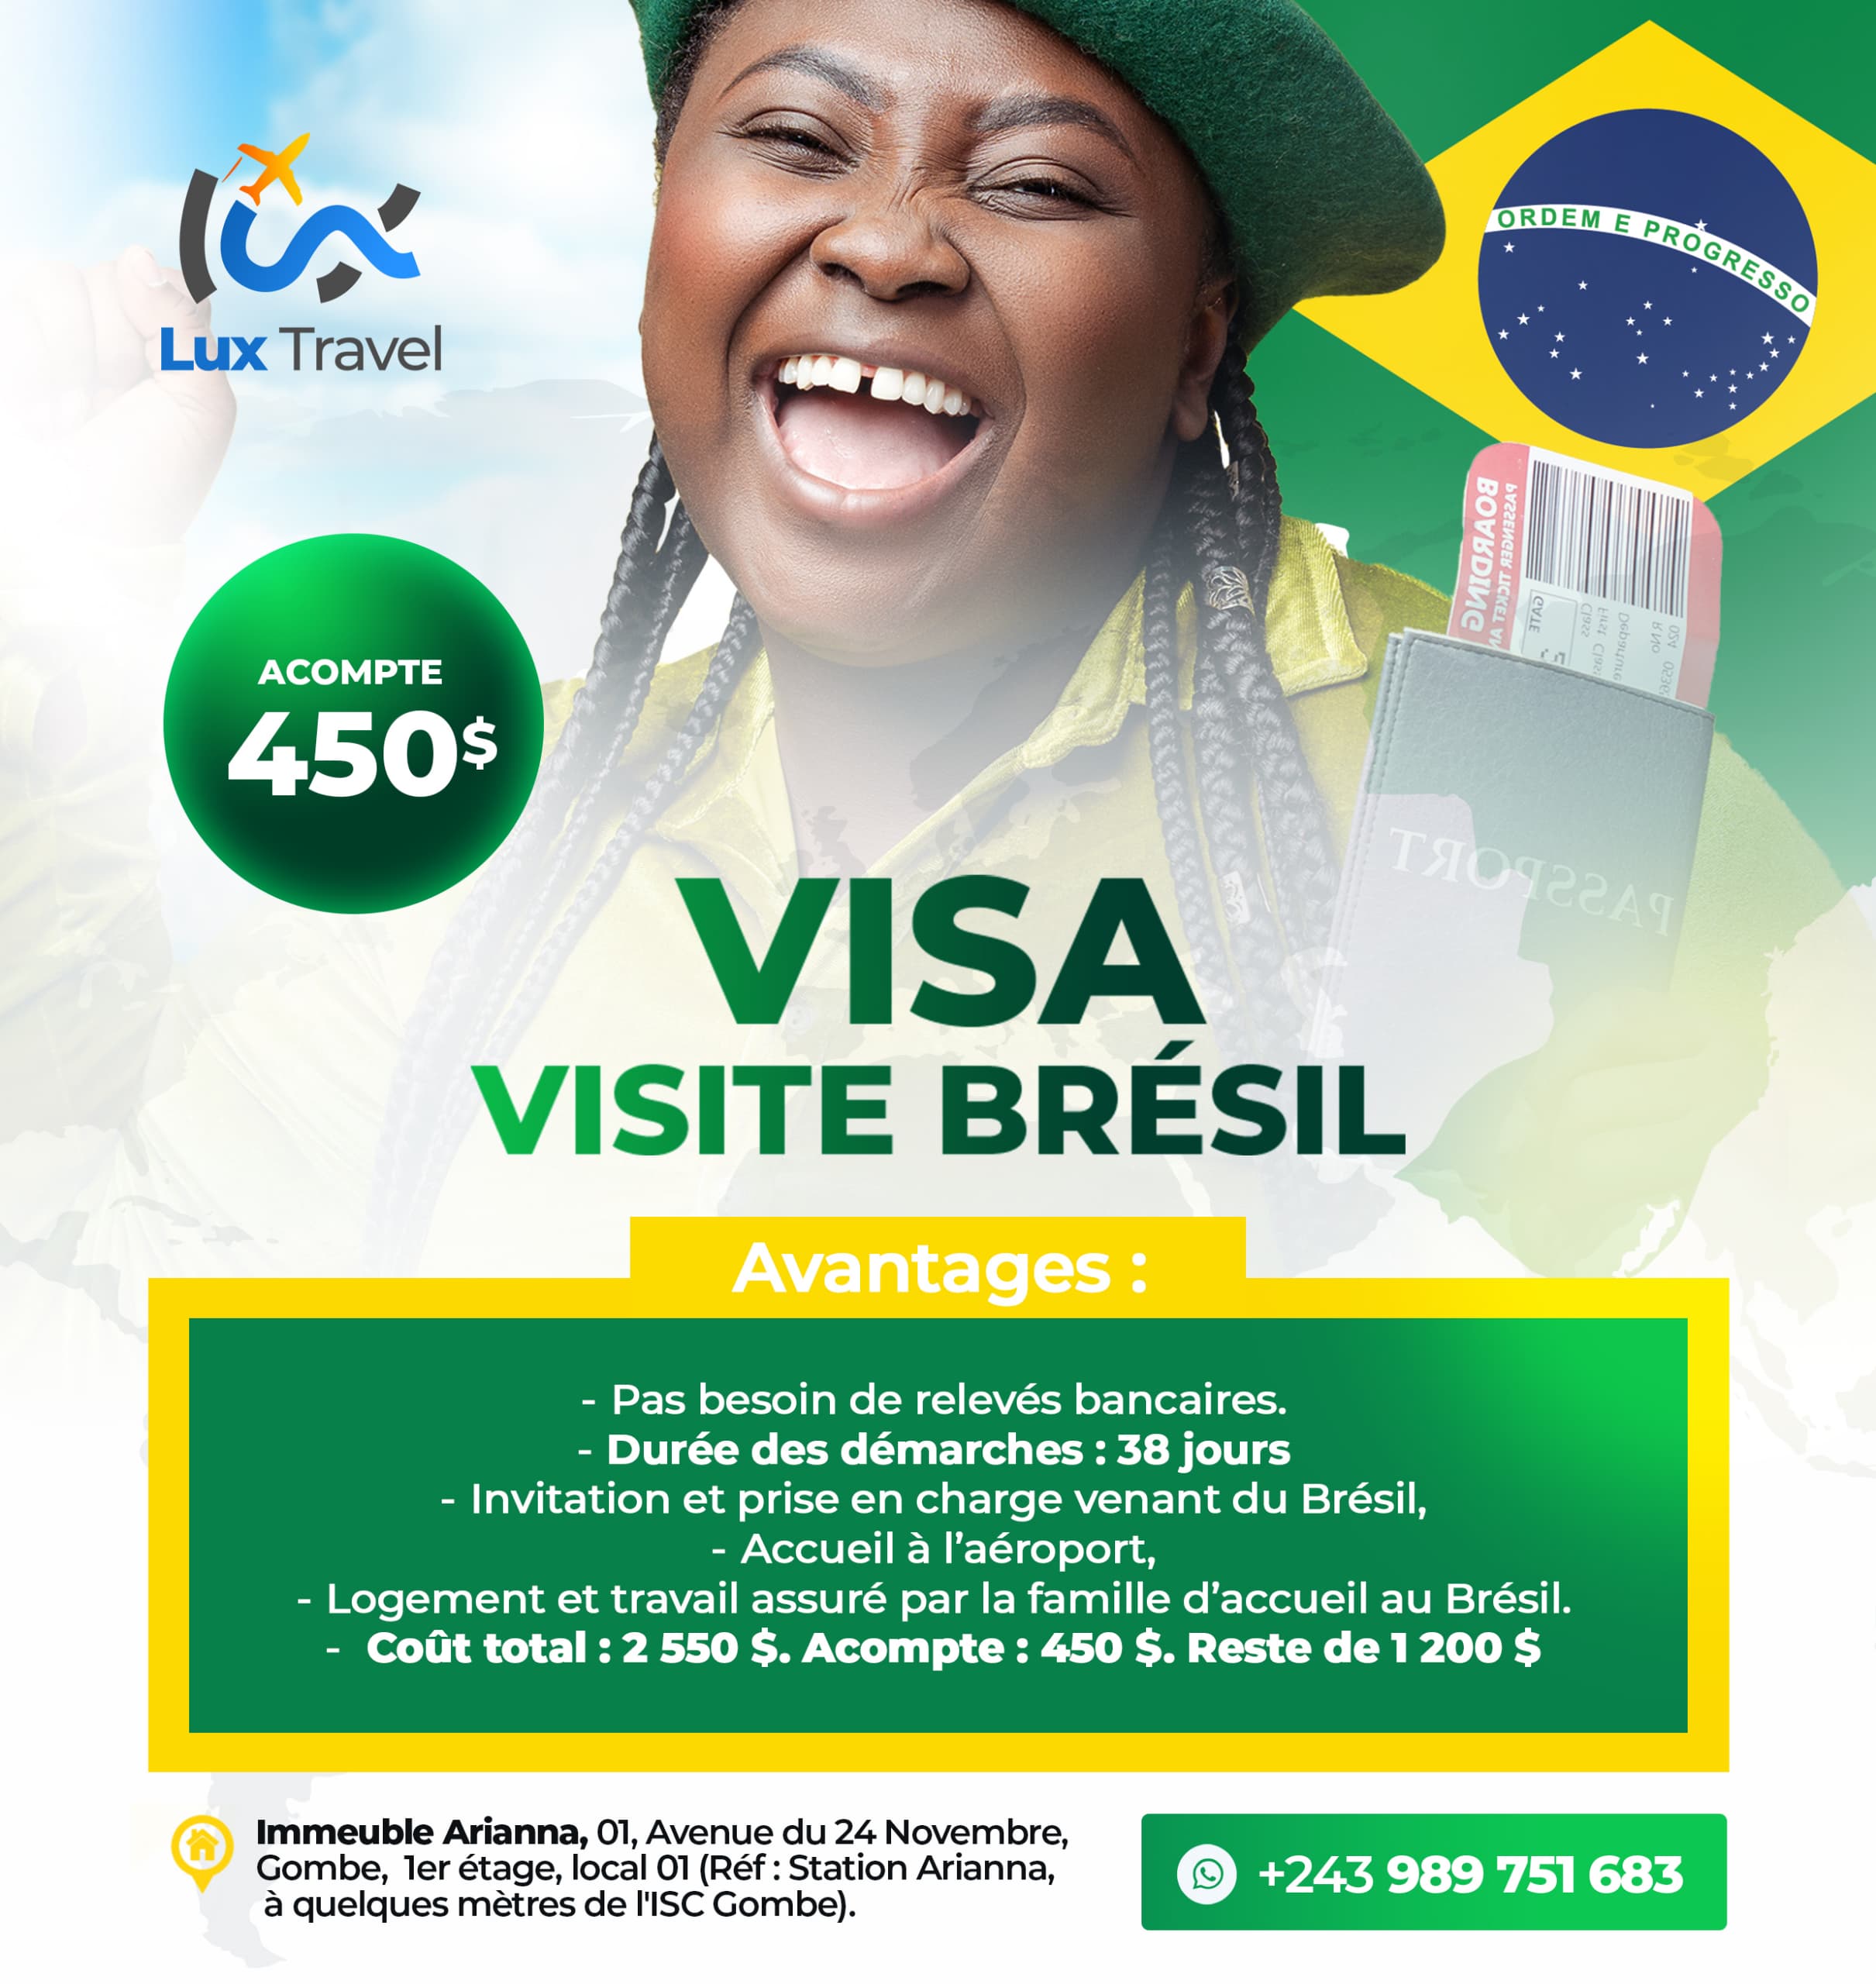 Lux Travel
ORDEM E PROGRESSO
BOARDING
PASSENGER TICKET
GATE
First Class
Departure
ACOMPTE
450$
PASSPORT
VISA
VISITE BRÉSIL
Avantages :
- Pas besoin de relevés bancaires.
- Durée des démarches : 38 jours
- Invitation et prise en charge venant du Brésil,
- Accueil à l'aéroport,
- Logement et travail assuré par la famille d'accueil au Brésil.
- Coût total : 2 550 $. Acompte : 450 $. Reste de 1 200 $
Immeuble Arianna, 01, Avenue du 24 Novembre,
Gombe, 1er étage, local 01 (Réf : Station Arianna,
à quelques mètres de l'ISC Gombe).
+243 989 751 683